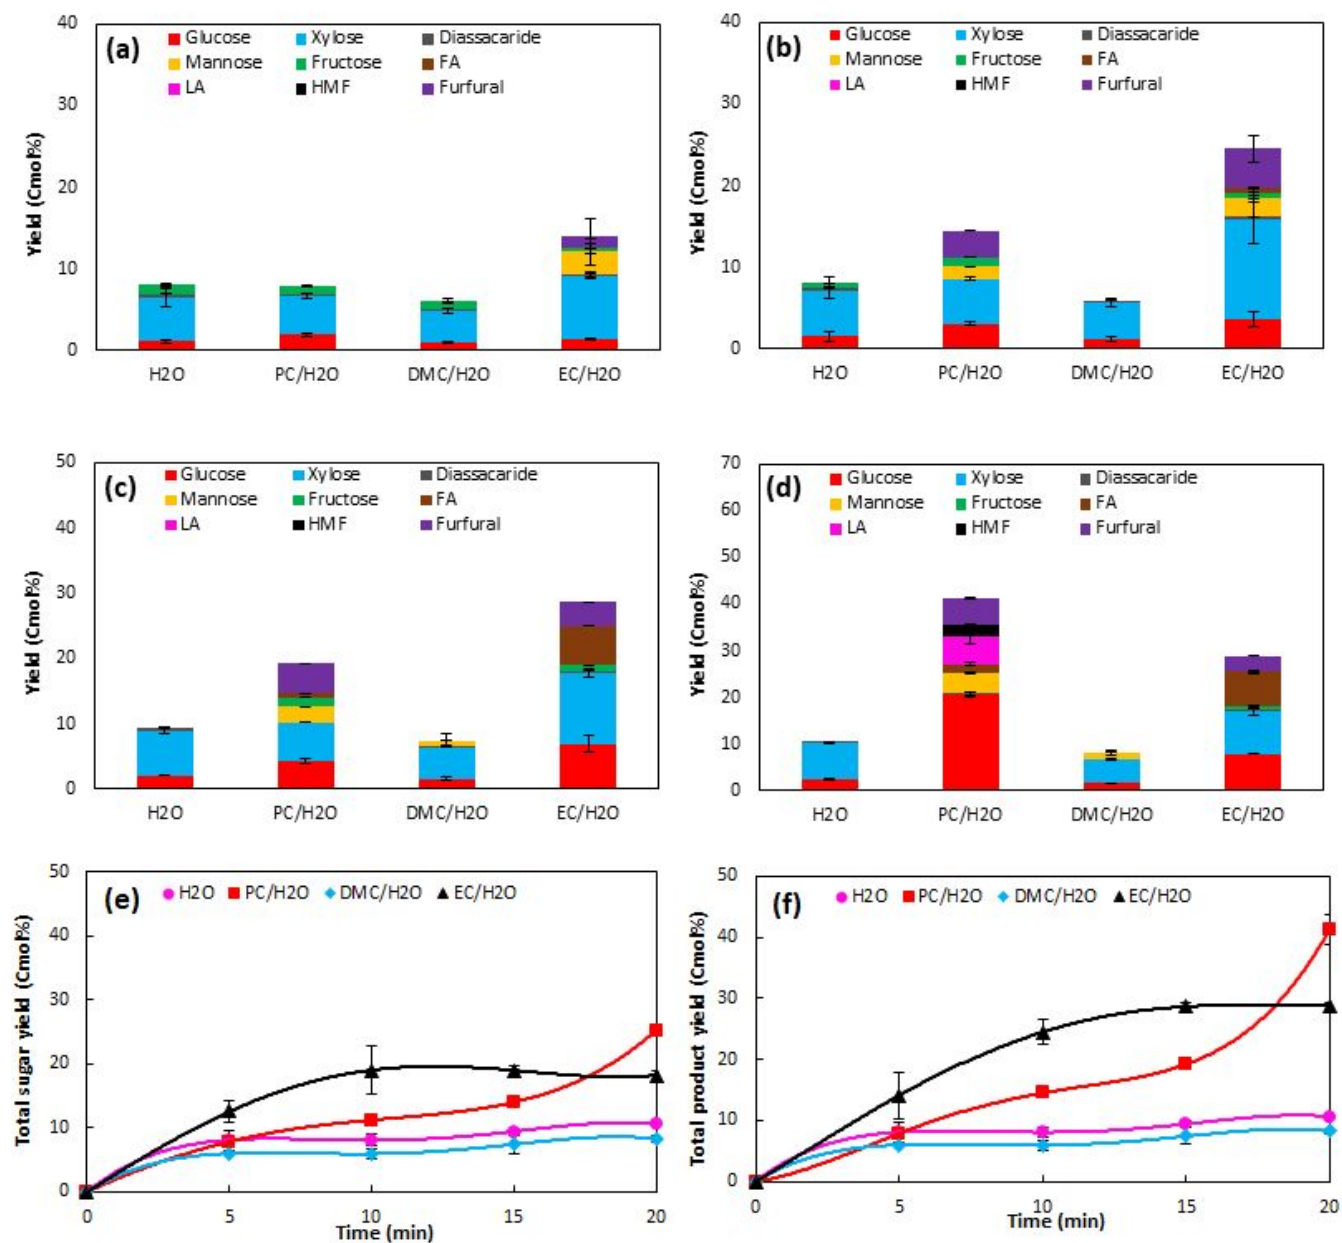 (a)
Glucose Xylose Diassacaride
Mannose Fructose FA
LA HMF Furfural
Yield (Cmol%)
40
30
20
10
0
H2O PC/H2O DMC/H2O EC/H2O
(b)
Glucose Xylose Diassacaride
Mannose Fructose FA
LA HMF Furfural
Yield (Cmol%)
40
30
20
10
0
H2O PC/H2O DMC/H2O EC/H2O
(c)
Glucose Xylose Diassacaride
Mannose Fructose FA
LA HMF Furfural
Yield (Cmol%)
50
40
30
20
10
0
H2O PC/H2O DMC/H2O EC/H2O
(d)
Glucose Xylose Diassacaride
Mannose Fructose FA
LA HMF Furfural
Yield (Cmol%)
70
60
50
40
30
20
10
0
H2O PC/H2O DMC/H2O EC/H2O
(e)
H2O PC/H2O DMC/H2O EC/H2O
Total sugar yield (Cmol%)
50
40
30
20
10
0
0 5 10 15 20
Time (min)
(f)
H2O PC/H2O DMC/H2O EC/H2O
Total product yield (Cmol%)
50
40
30
20
10
0
0 5 10 15 20
Time (min)